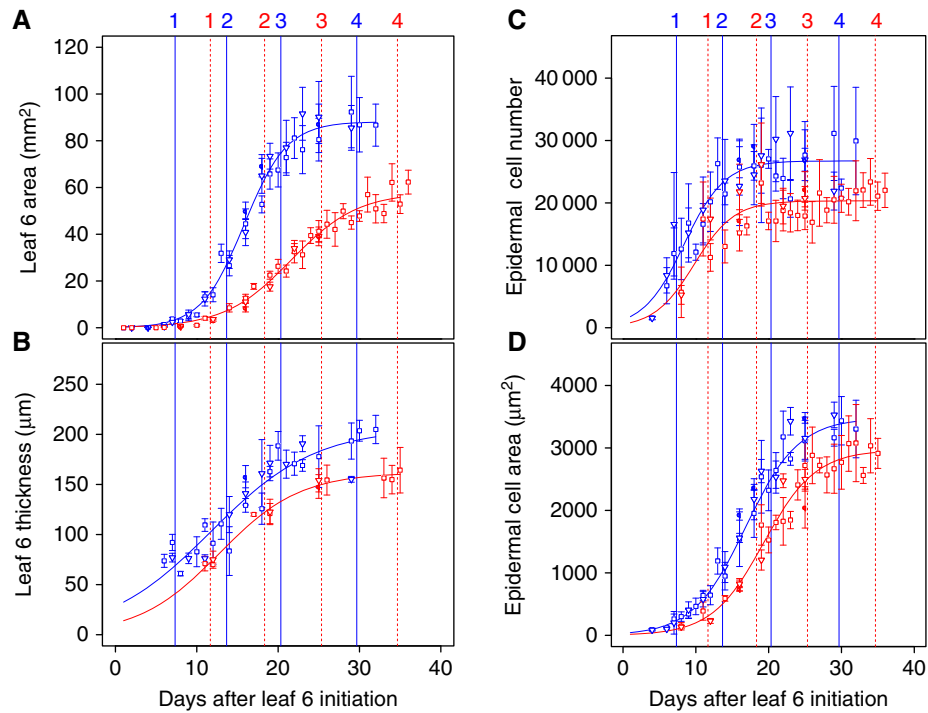 A
1 1 2 2 3 3 4 4
120
100
80
60
40
20
0
Leaf 6 area (mm2)
B
250
200
150
100
50
0
Leaf 6 thickness (µm)
0 10 20 30 40
Days after leaf 6 initiation
C
1 1 2 2 3 3 4 4
40 000
30 000
20 000
10 000
0
Epidermal cell number
D
4000
3000
2000
1000
0
Epidermal cell area (µm2)
0 10 20 30 40
Days after leaf 6 initiation